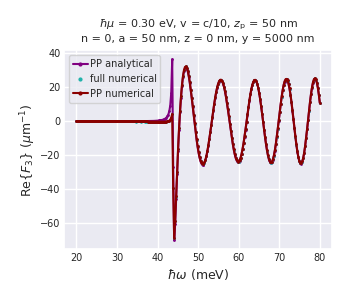 ℏμ = 0.30 eV, v = c/10, zₚ = 50 nm
n = 0, a = 50 nm, z = 0 nm, y = 5000 nm
PP analytical
full numerical
PP numerical
40
20
0
−20
−40
−60
Re{F₃} (μm⁻¹)
20 30 40 50 60 70 80
ℏω (meV)